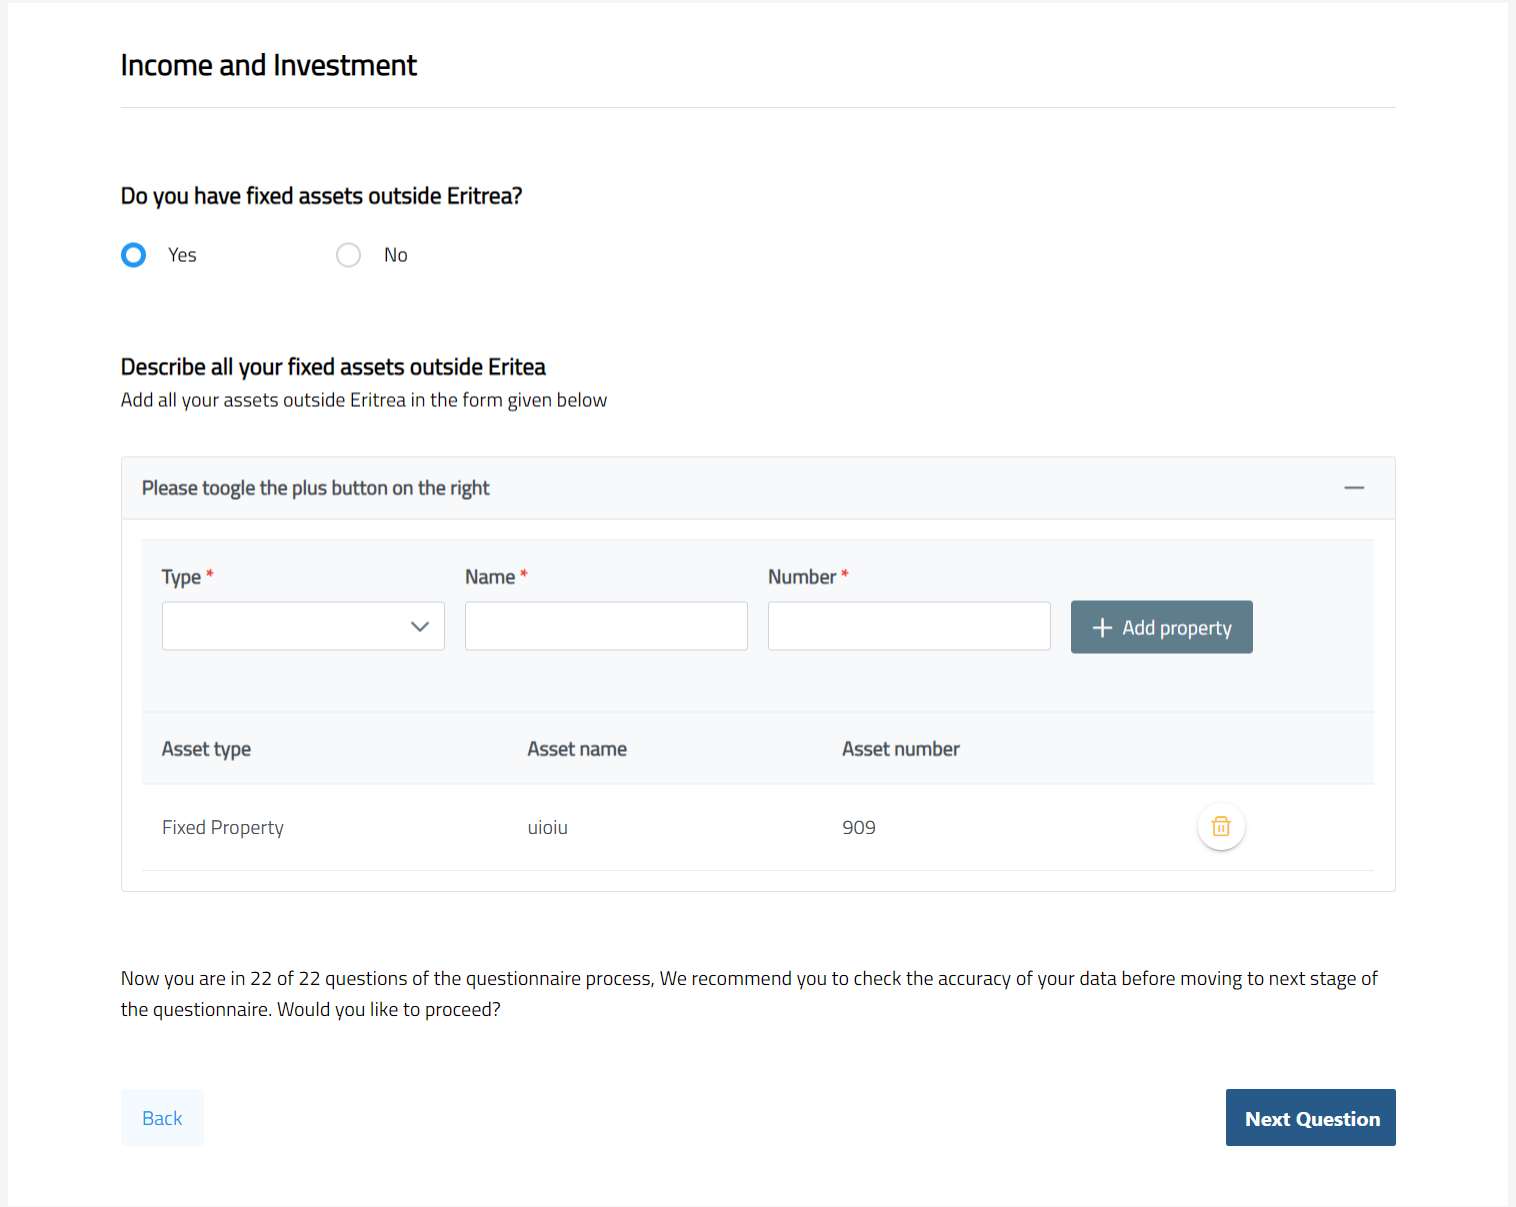 Income and Investment
Do you have fixed assets outside Eritrea?
Yes No
Describe all your fixed assets outside Eritea
Add all your assets outside Eritrea in the form given below
Please toogle the plus button on the right
Type * Name * Number *
Add property
Asset type Asset name Asset number
Fixed Property uioiu 909
Now you are in 22 of 22 questions of the questionnaire process, We recommend you to check the accuracy of your data before moving to next stage of
the questionnaire. Would you like to proceed?
Back Next Question